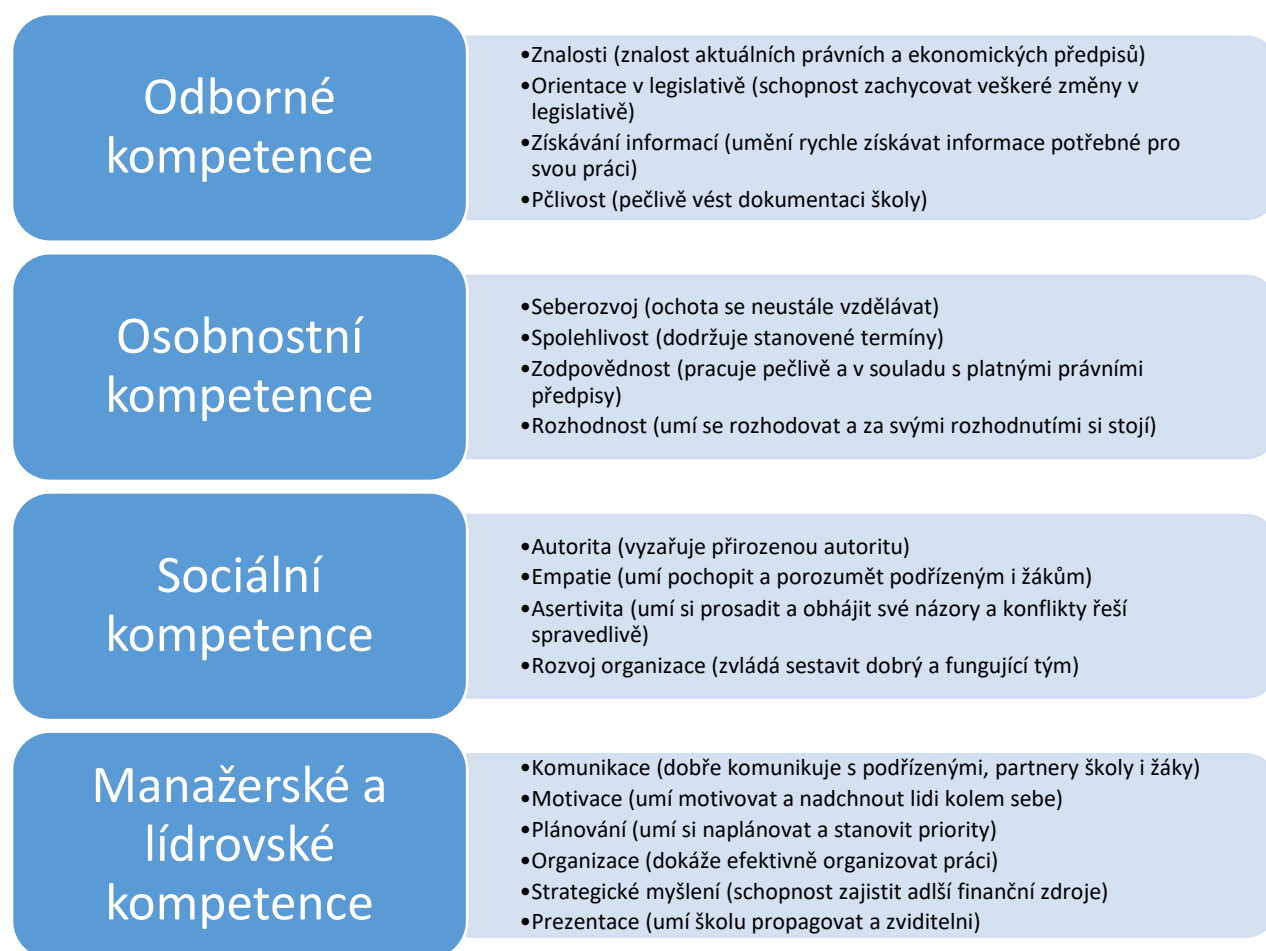 Odborné
kompetence
•Znalosti (znalost aktuálních právních a ekonomických předpisů)
•Orientace v legislativě (schopnost zachycovat veškeré změny v
legislativě)
•Získávání informací (umění rychle získávat informace potřebné pro
svou práci)
•Pčlivost (pečlivě vést dokumentaci školy)
Osobnostní
kompetence
•Seberozvoj (ochota se neustále vzdělávat)
•Spolehlivost (dodržuje stanovené termíny)
•Zodpovědnost (pracuje pečlivě a v souladu s platnými právními
předpisy)
•Rozhodnost (umí se rozhodovat a za svými rozhodnutími si stojí)
Sociální
kompetence
•Autorita (vyzařuje přirozenou autoritu)
•Empatie (umí pochopit a porozumět podřízeným i žákům)
•Asertivita (umí si prosadit a obhájit své názory a konflikty řeší
spravedlivě)
•Rozvoj organizace (zvládá sestavit dobrý a fungující tým)
Manažerské a
lídrovské
kompetence
•Komunikace (dobře komunikuje s podřízenými, partnery školy i žáky)
•Motivace (umí motivovat a nadchnout lidi kolem sebe)
•Plánování (umí si naplánovat a stanovit priority)
•Organizace (dokáže efektivně organizovat práci)
•Strategické myšlení (schopnost zajistit adlší finanční zdroje)
•Prezentace (umí školu propagovat a zviditelni)